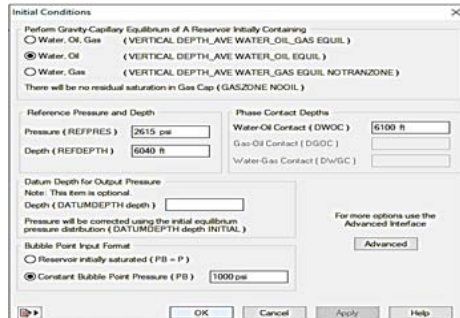 Initial Conditions
Perform Gravity-Capillary Equilibrium of A Reservoir Initially Containing
Water, Oil, Gas (VERTICAL DEPTH_AVE WATER_OIL_GAS EQUIL)
Water, Oil (VERTICAL DEPTH_AVE WATER_OIL EQUIL)
Water, Gas (VERTICAL DEPTH_AVE WATER_GAS EQUIL NOTRANZONE)
There will be no residual saturation in Gas Cap (GASZONE NOOIL)
Reference Pressure and Depth
Pressure (REFPRES) 2615 psi
Depth (REFDEPTH) 6040 ft
Phase Contact Depths
Water-Oil Contact (DWOC) 6100 ft
Gas-Oil Contact (DGOC)
Water-Gas Contact (DWGC)
Datum Depth for Output Pressure
Note: This item is optional.
Depth (DATUMDEPTH depth)
Pressure will be corrected using the initial equilibrium
pressure distribution (DATUMDEPTH depth INITIAL)
Bubble Point Input Format
Reservoir initially saturated (PB = P)
Constant Bubble Point Pressure (PB) 1000 psi
For more options use the
Advanced Interface
Advanced
OK Cancel Apply Help